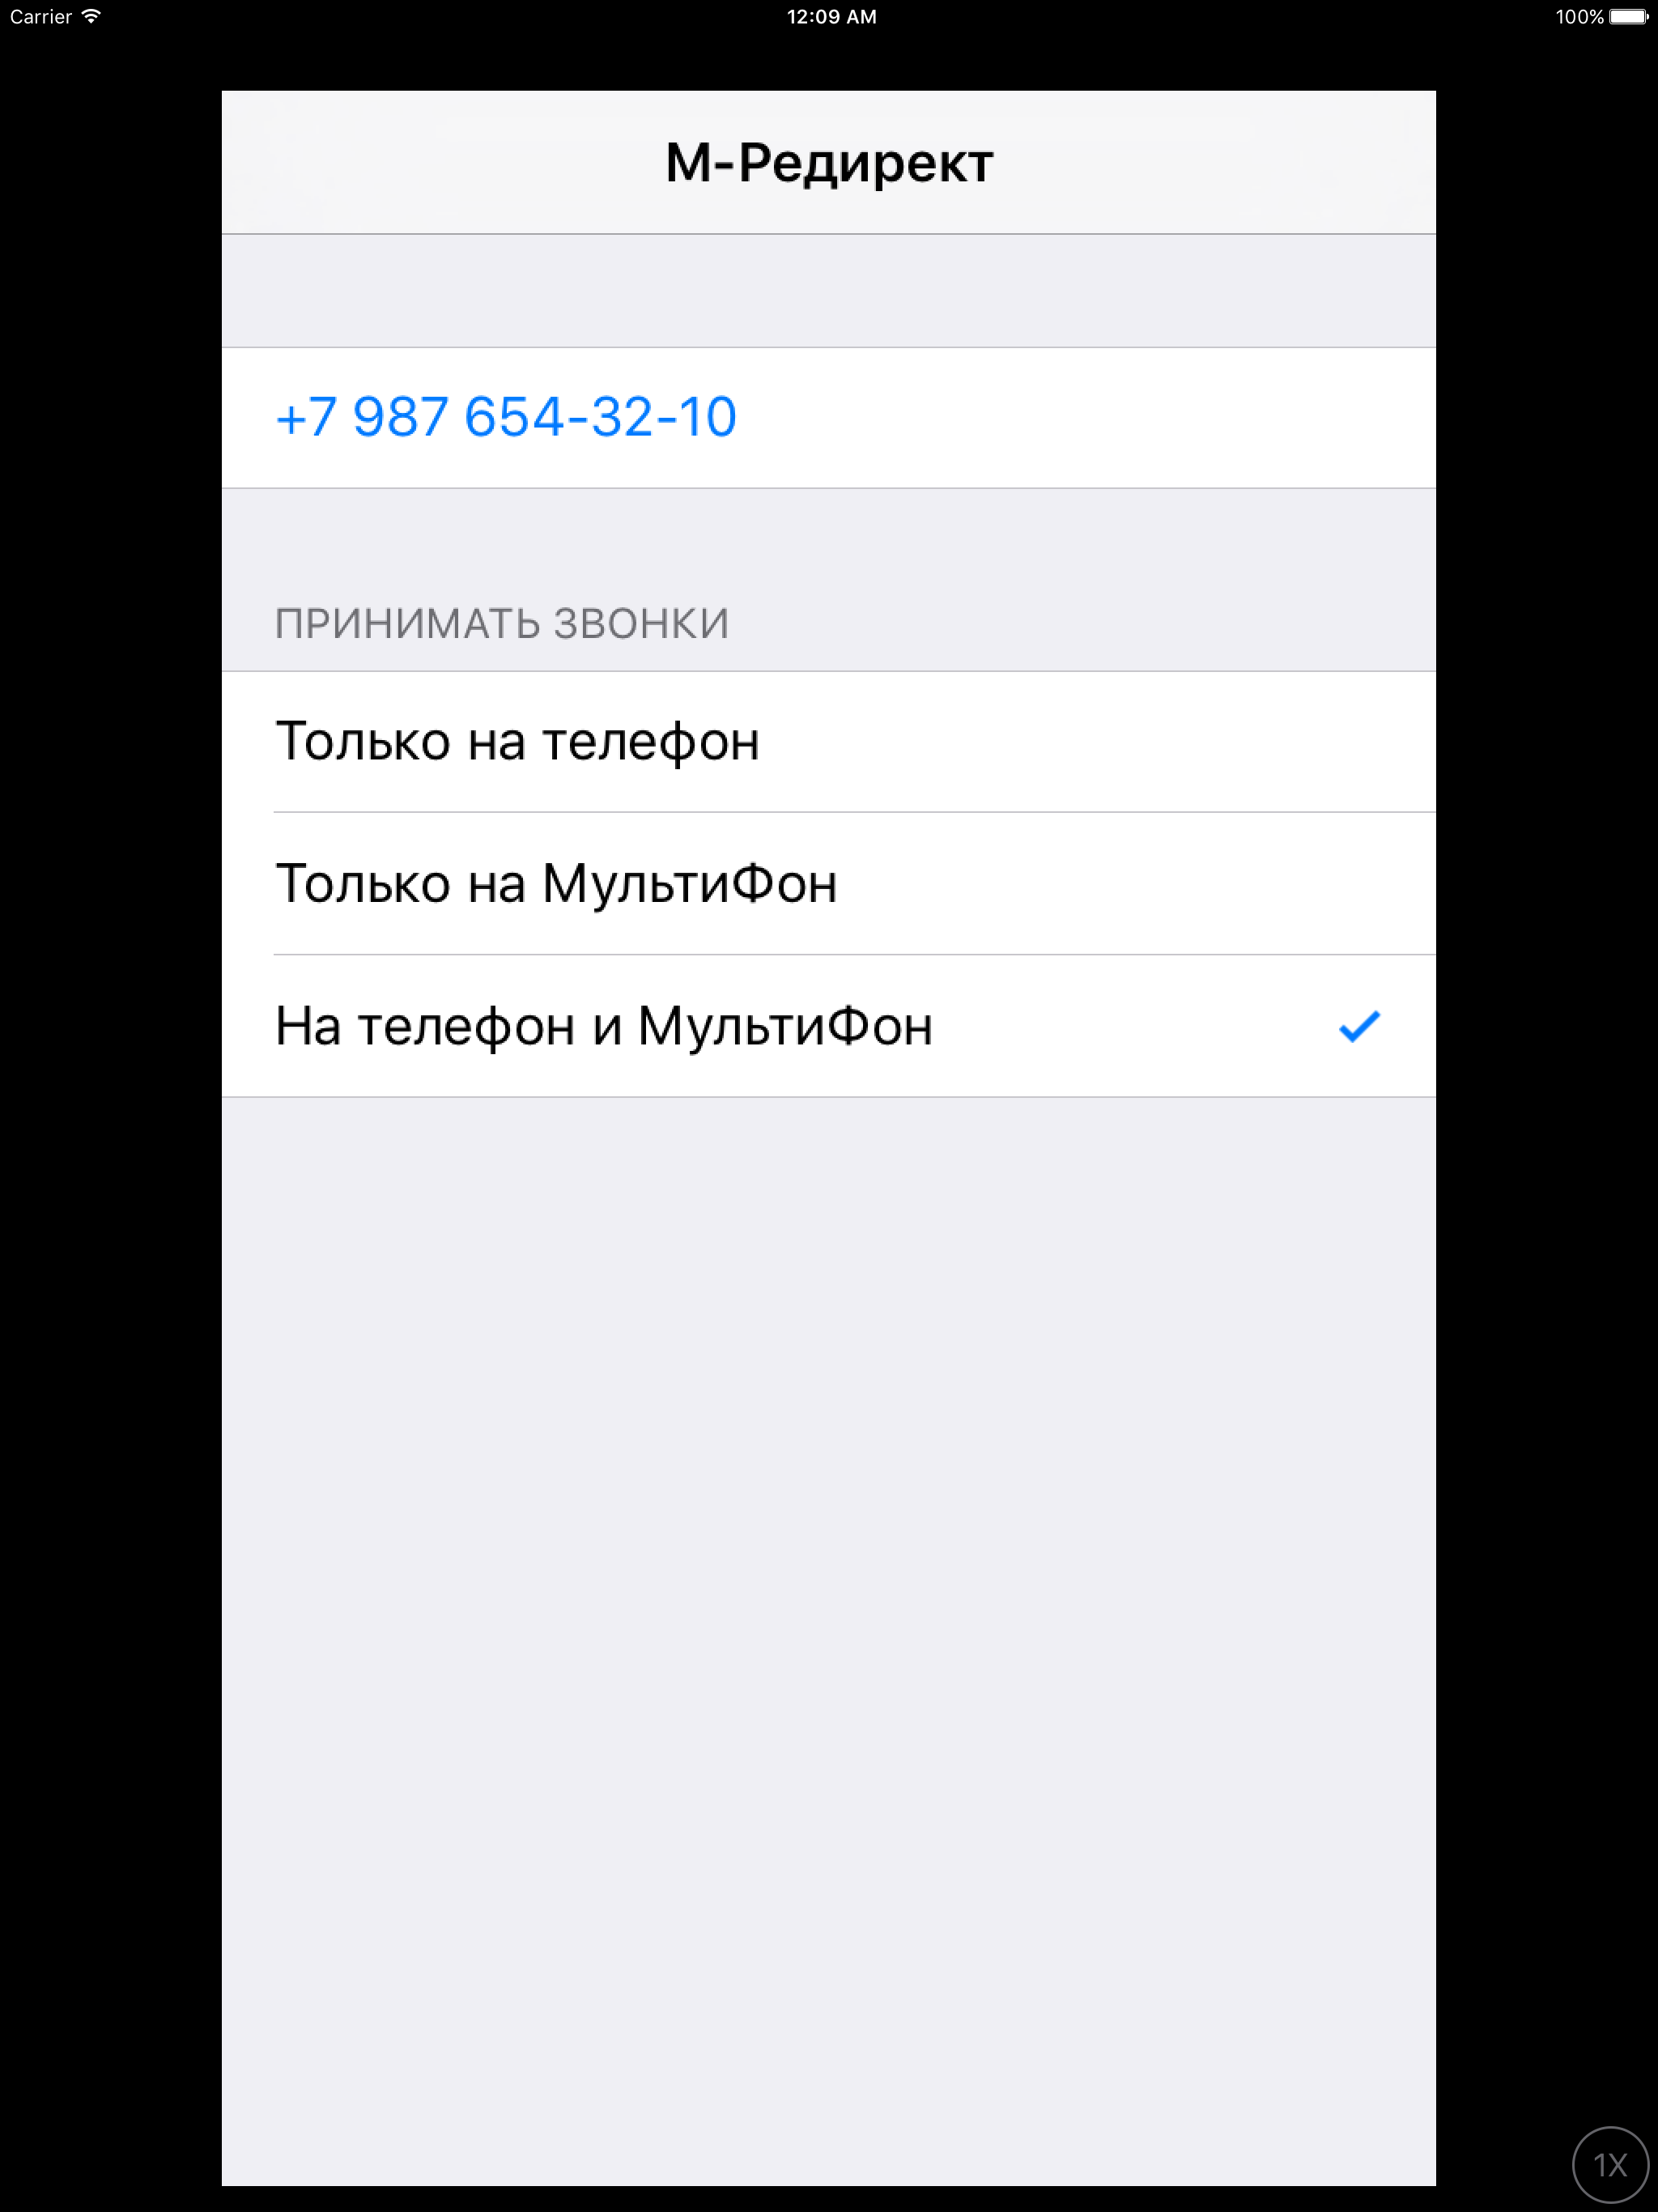 Carrier 12:09 AM 100%
М-Редирект
+7 987 654-32-10
ПРИНИМАТЬ ЗВОНКИ
Только на телефон
Только на МультиФон
На телефон и МультиФон
1X